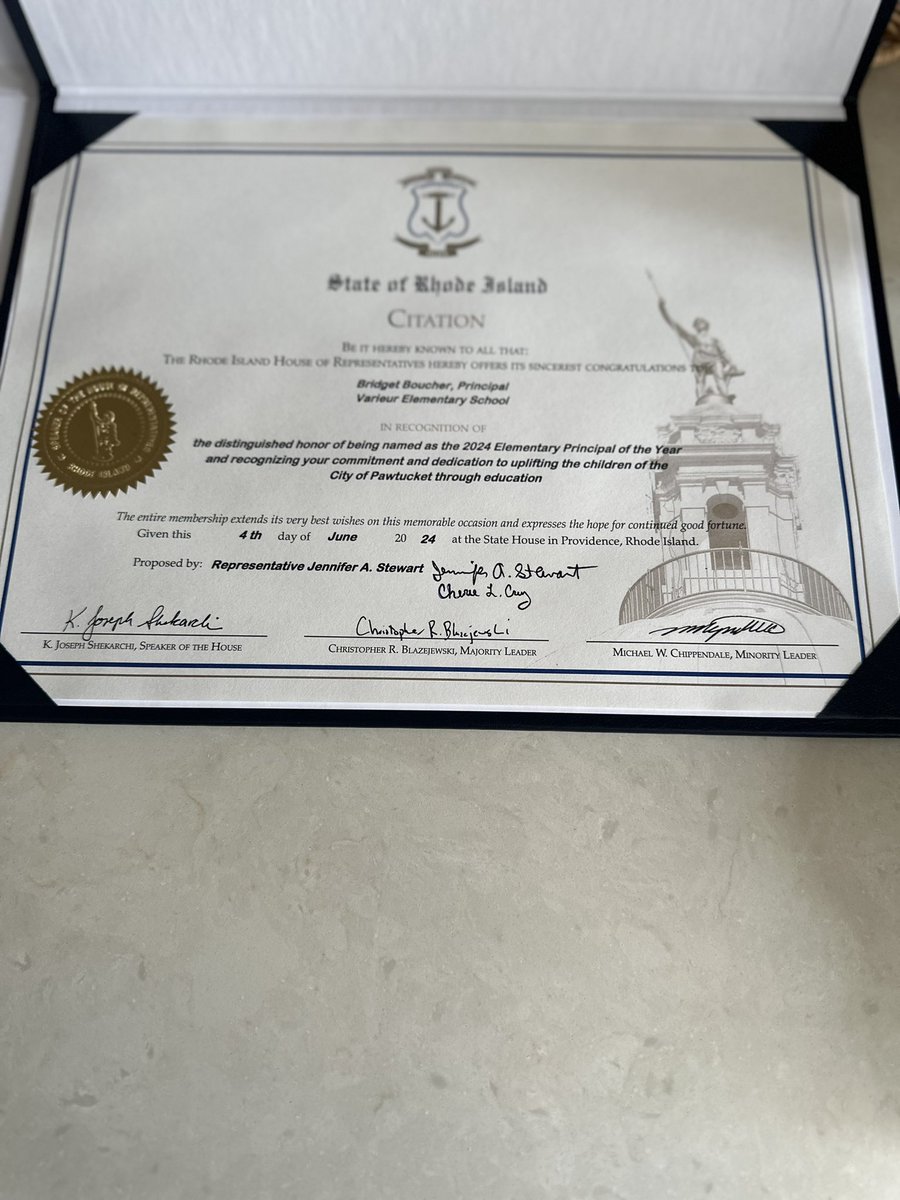 State of Rhode Island
CITATION
BE IT HEREBY KNOWN TO ALL THAT:
THE RHODE ISLAND HOUSE OF REPRESENTATIVES HEREBY OFFERS ITS SINCEREST CONGRATULATIONS TO:
Bridget Boucher, Principal
Varieur Elementary School
IN RECOGNITION OF
the distinguished honor of being named as the 2024 Elementary Principal of the Year
and recognizing your commitment and dedication to uplifting the children of the
City of Pawtucket through education
The entire membership extends its very best wishes on this memorable occasion and expresses the hope for continued good fortune.
Given this 4th day of June 20 24 at the State House in Providence, Rhode Island.
Proposed by: Representative Jennifer A. Stewart Jennifer A. Stewart
Cherie L. Cruz
K. Joseph Shekarchi Christopher R. Blazejewski
K. JOSEPH SHEKARCHI, SPEAKER OF THE HOUSE CHRISTOPHER R. BLAZEJEWSKI, MAJORITY LEADER MICHAEL W. CHIPPENDALE, MINORITY LEADER
RHODE ISLAND